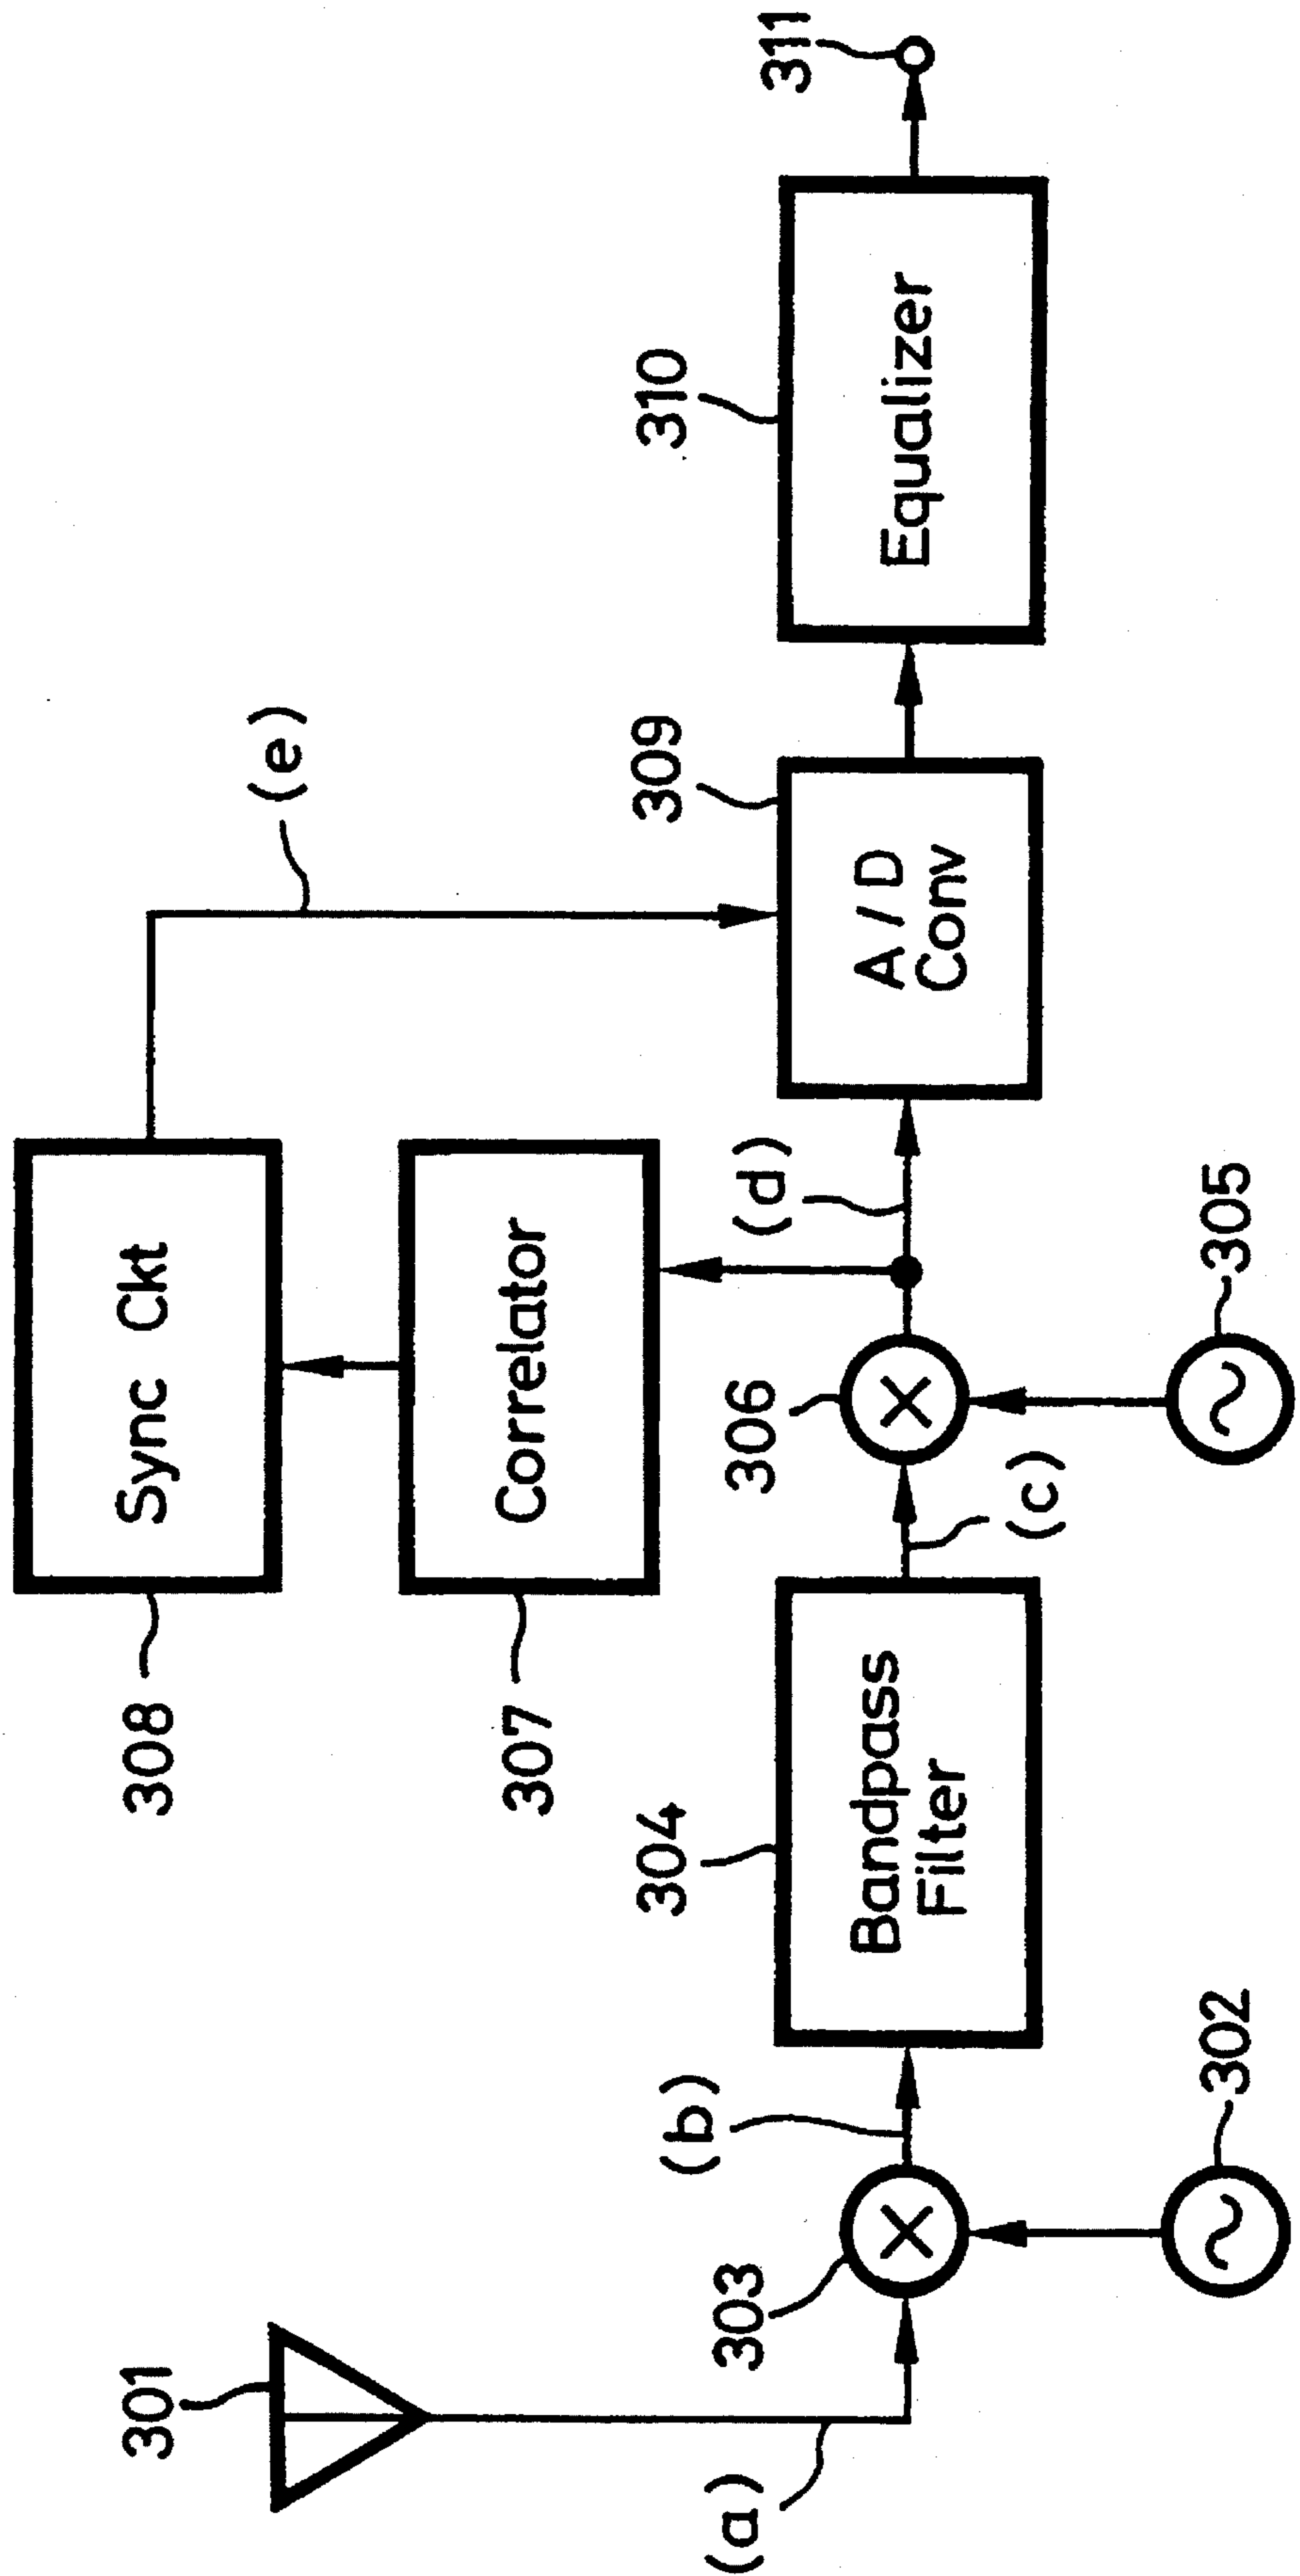 301
(a)
303
302
(b)
304
Bandpass
Filter
(c)
306
305
(d)
307
Correlator
308
Sync Ckt
(e)
309
A / D
Conv
310
Equalizer
311